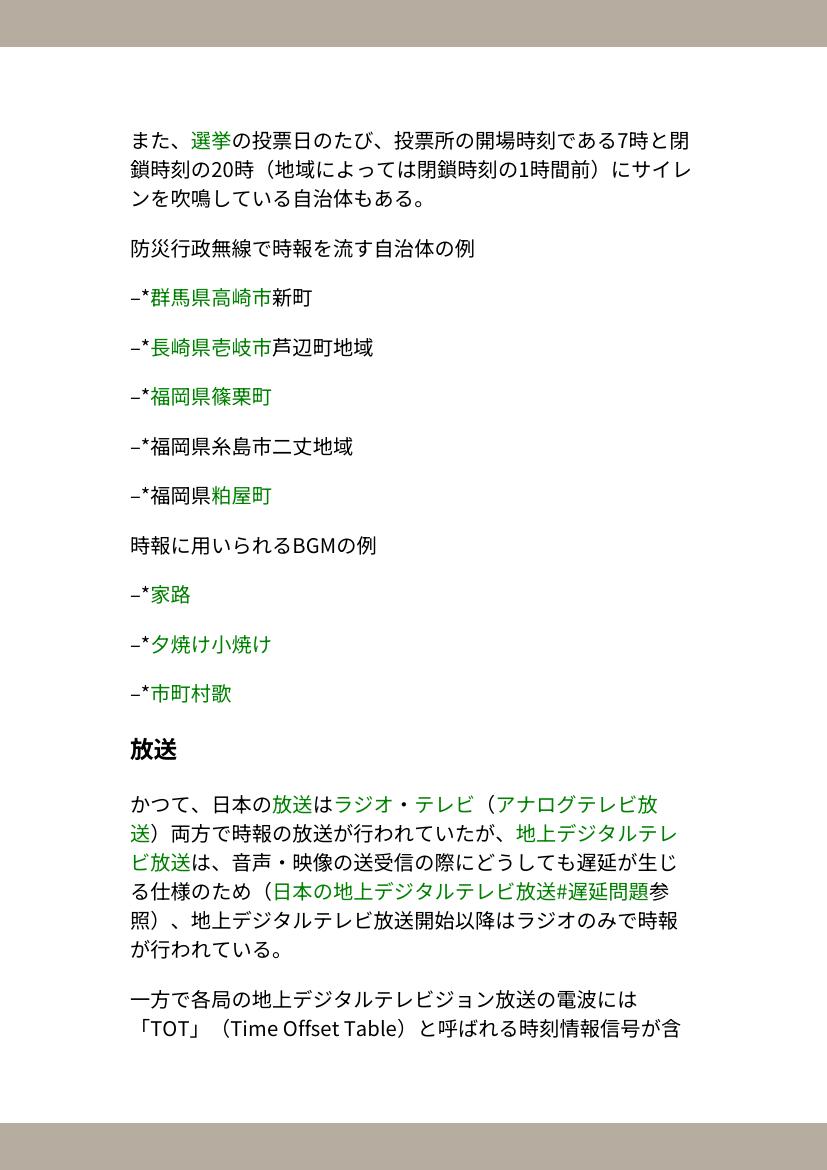 また、選挙の投票日のたび、投票所の開場時刻である7時と閉
鎖時刻の20時（地域によっては閉鎖時刻の1時間前）にサイレ
ンを吹鳴している自治体もある。
防災行政無線で時報を流す自治体の例
–*群馬県高崎市新町
–*長崎県壱岐市芦辺町地域
–*福岡県篠栗町
–*福岡県糸島市二丈地域
–*福岡県粕屋町
時報に用いられるBGMの例
–*家路
–*夕焼け小焼け
–*市町村歌
放送
かつて、日本の放送はラジオ・テレビ（アナログテレビ放
送）両方で時報の放送が行われていたが、地上デジタルテレ
ビ放送は、音声・映像の送受信の際にどうしても遅延が生じ
る仕様のため（日本の地上デジタルテレビ放送#遅延問題参
照）、地上デジタルテレビ放送開始以降はラジオのみで時報
が行われている。
一方で各局の地上デジタルテレビジョン放送の電波には
「TOT」（Time Offset Table）と呼ばれる時刻情報信号が含